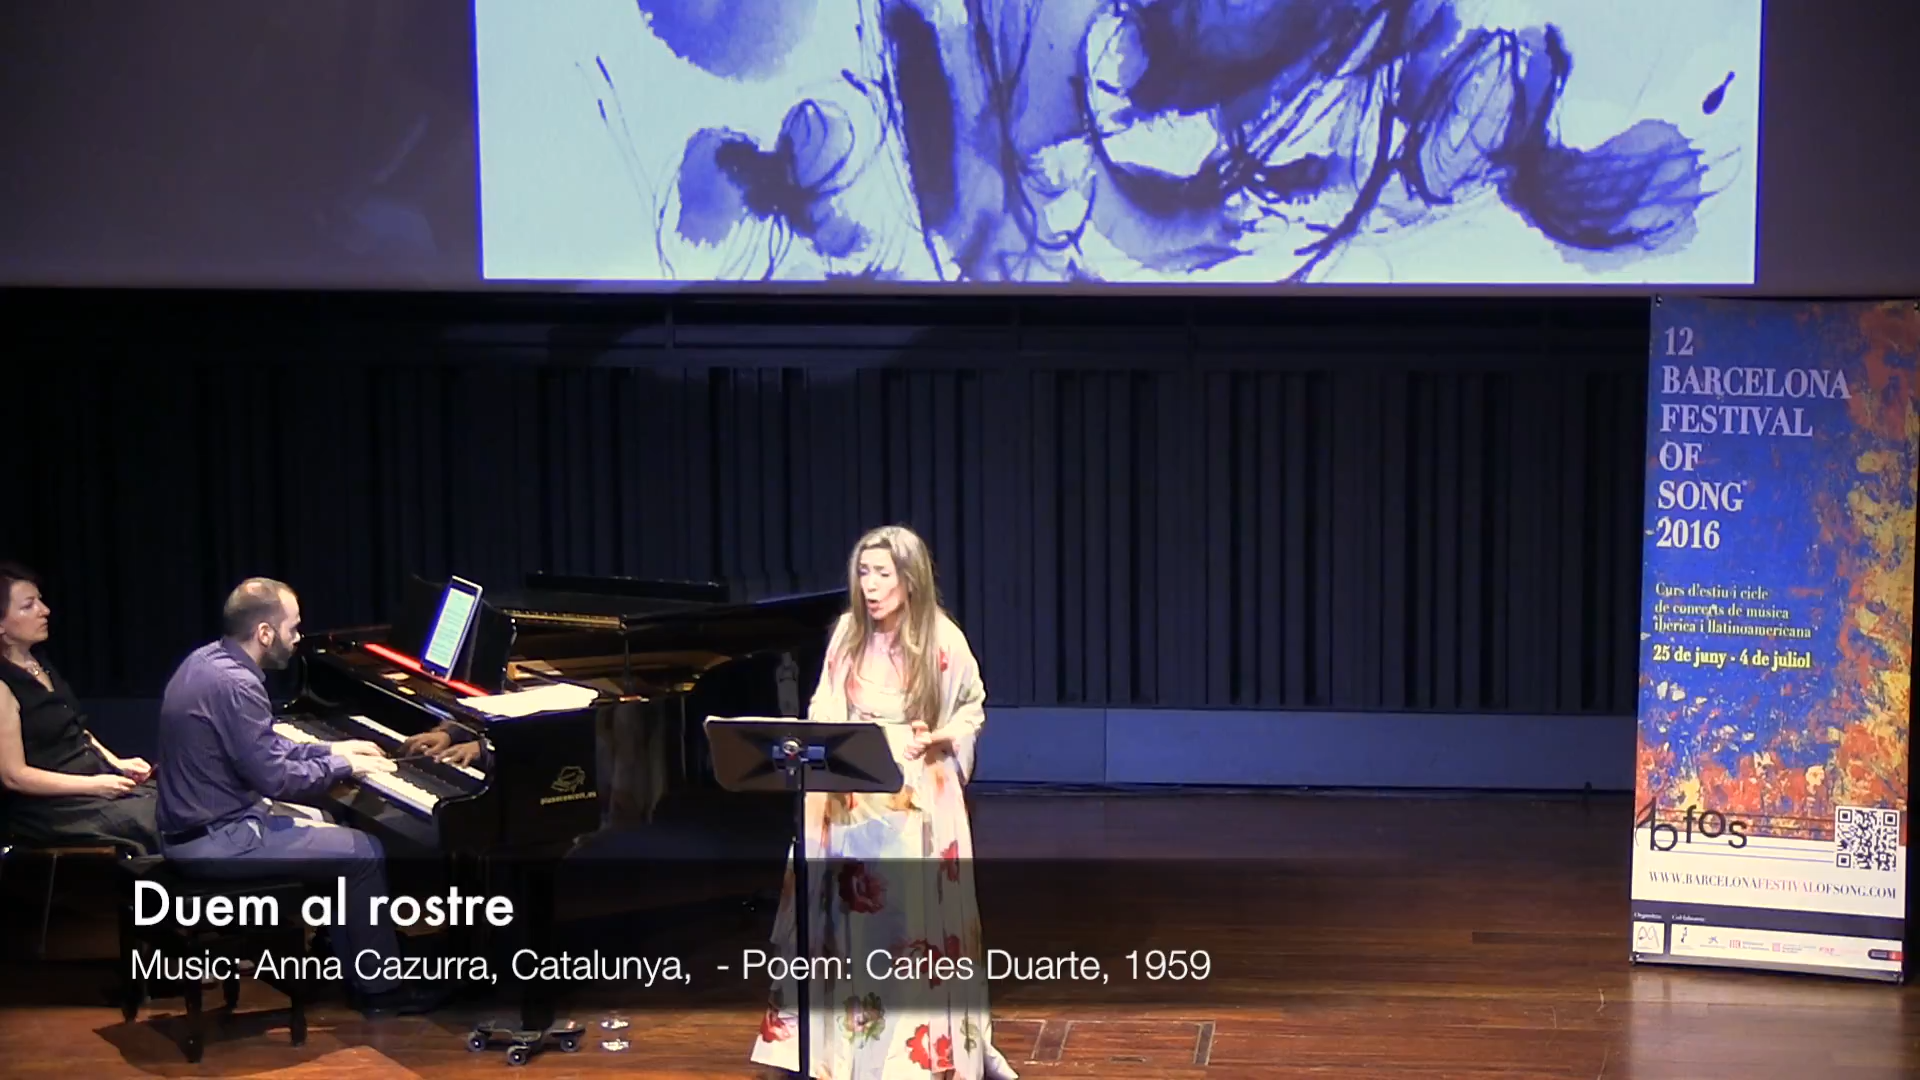 12
BARCELONA
FESTIVAL
OF
SONG
2016
Curs d'estiu i cicle
de concerts de música
ibèrica i llatinoamericana
25 de juny - 4 de juliol
bfos
WWW.BARCELONAFESTIVALOFSONG.COM
Duem al rostre
Music: Anna Cazurra, Catalunya,  - Poem: Carles Duarte, 1959